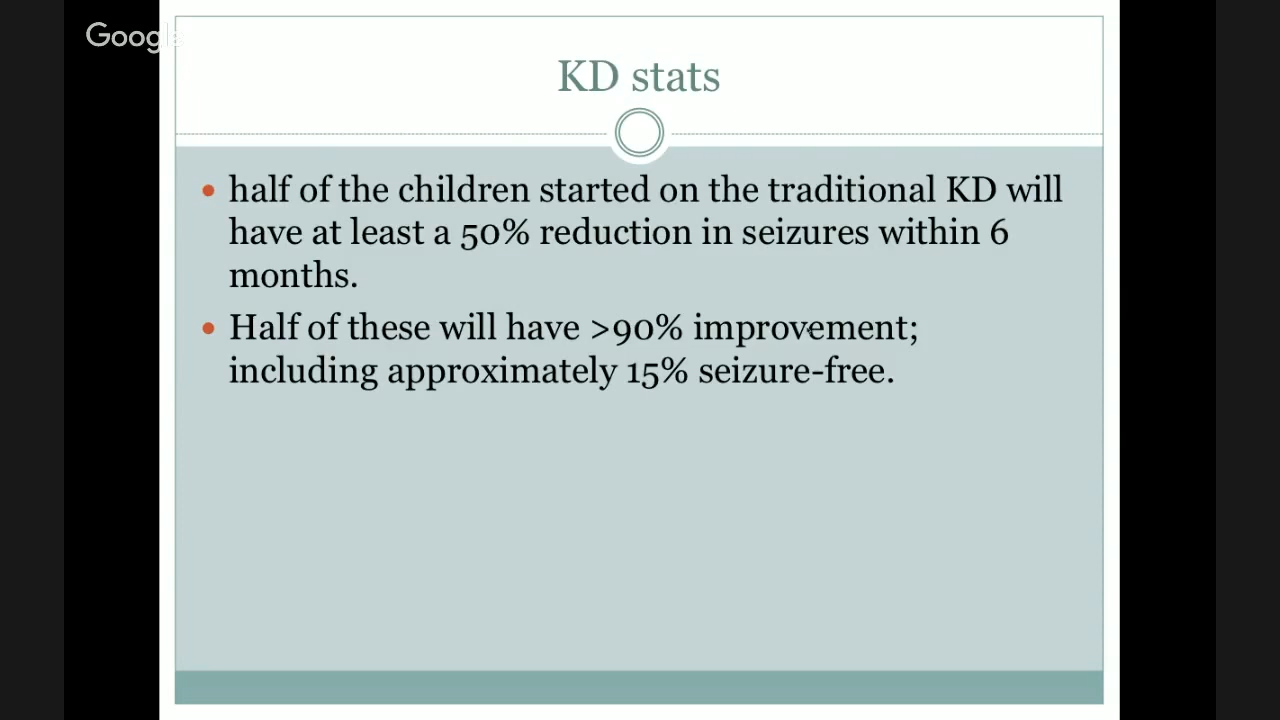 Google
KD stats
• half of the children started on the traditional KD will
have at least a 50% reduction in seizures within 6
months.
• Half of these will have >90% improvement;
including approximately 15% seizure-free.